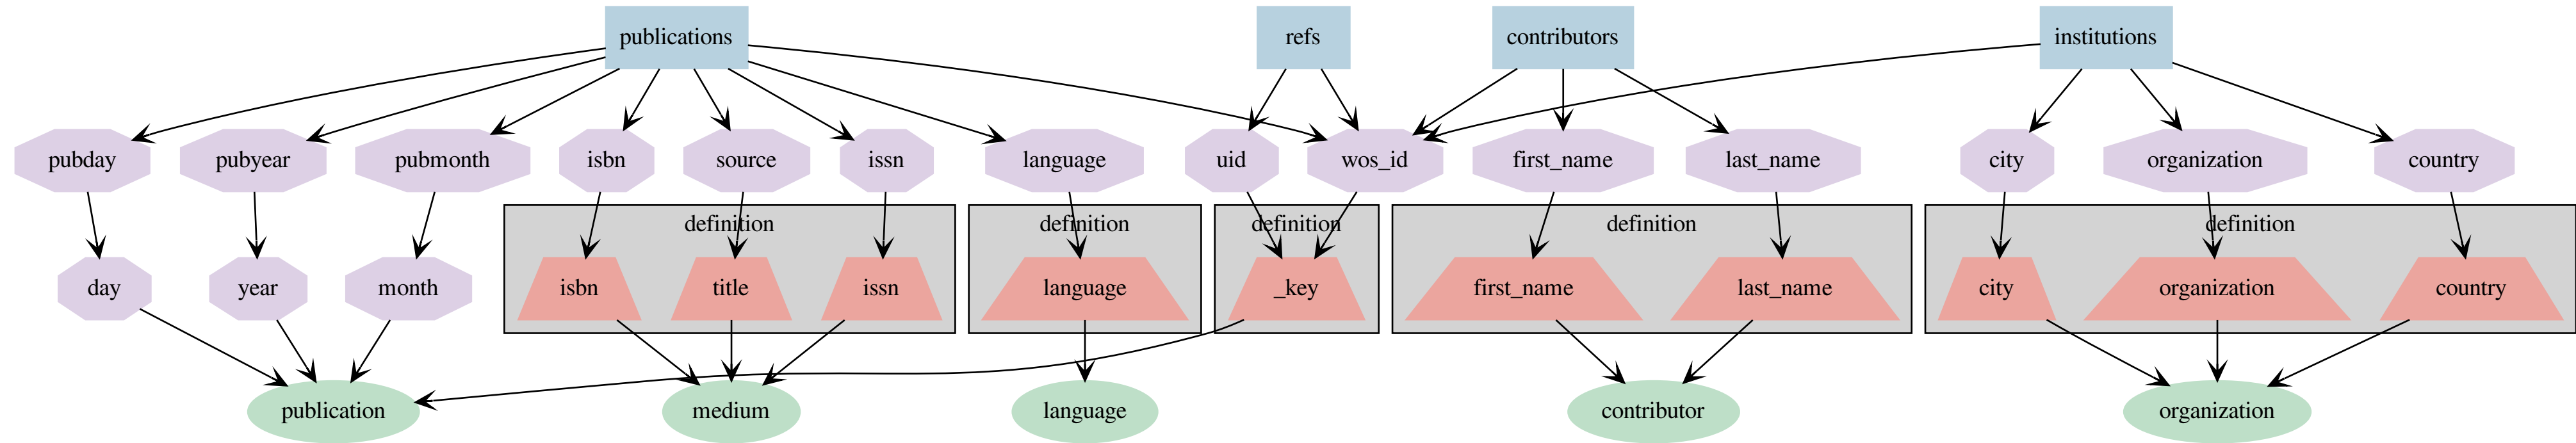 publications
refs
contributors
institutions
pubday
pubyear
pubmonth
isbn
source
issn
language
uid
wos_id
first_name
last_name
city
organization
country
definition
definition
definition
definition
definition
day
year
month
isbn
title
issn
language
_key
first_name
last_name
city
organization
country
publication
medium
language
contributor
organization